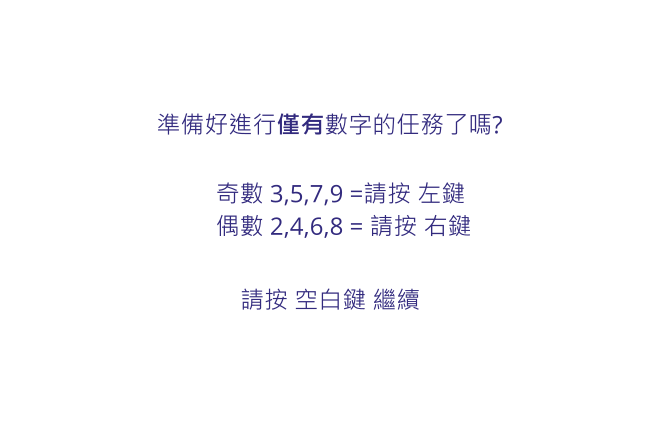 準備好進行僅有數字的任務了嗎?
奇數 3,5,7,9 =請按 左鍵
偶數 2,4,6,8 = 請按 右鍵
請按 空白鍵 繼續